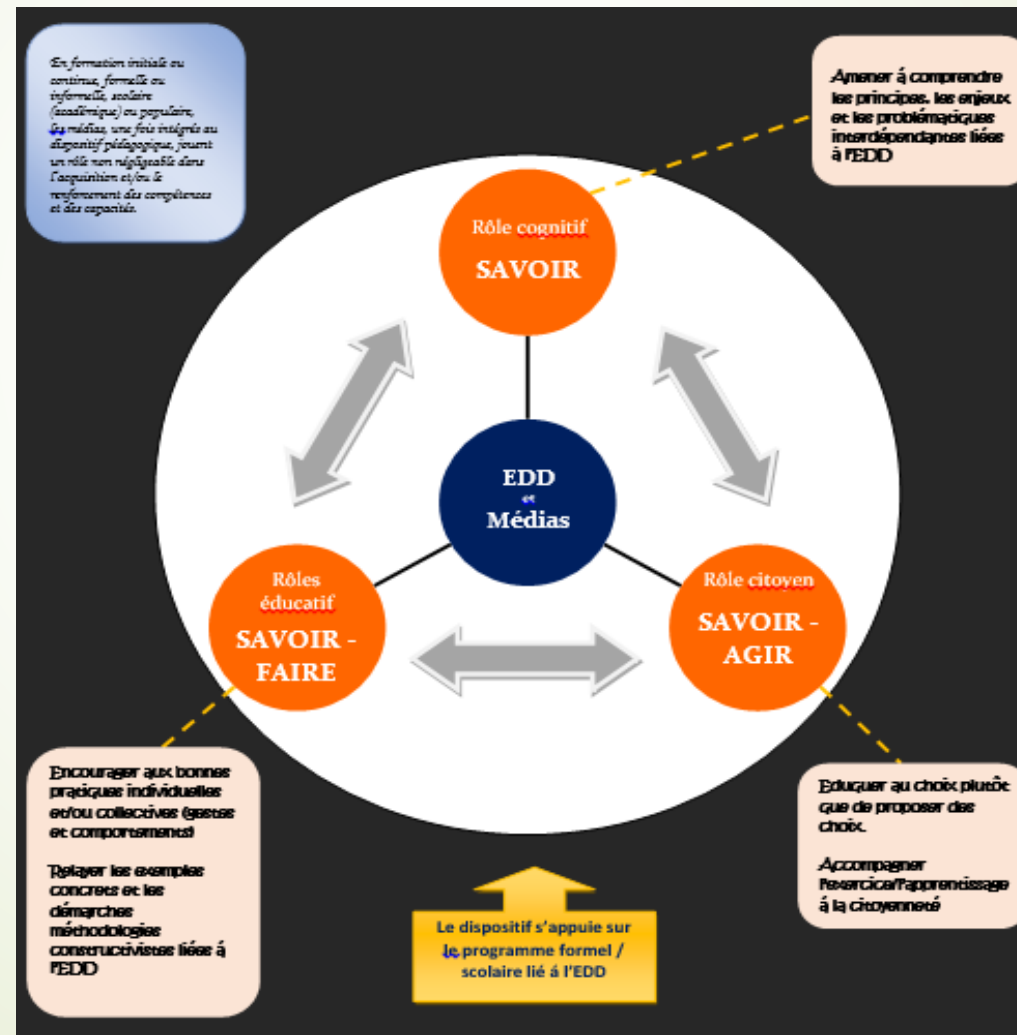 En formation initiale ou
continue, formelle ou
informelle, scolaire
(académique) ou populaire,
les médias, une fois intégrés au
dispositif pédagogique, jouent
un rôle non négligeable dans
l'acquisition et/ou le
renforcement des compétences
et des capacités.
Amener á comprendre
les principes, les enjeux
et les problématiques
interdépendantes liées
à l'EDD
Rôle cognitif
SAVOIR
EDD
et
Médias
Rôles
éducatif
SAVOIR -
FAIRE
Rôle citoyen
SAVOIR -
AGIR
Encourager aux bonnes
pratiques individuelles
et/ou collectives (gestes
et comportements)
Relayer les exemples
concrets et les
démarches
méthodologies
constructivistes liées á
l'EDD
Eduquer au choix plutôt
que de proposer des
choix.
Accompagner
l'exercice/l'apprentissage
á la citoyenneté
Le dispositif s'appuie sur
le programme formel /
scolaire lié á l'EDD